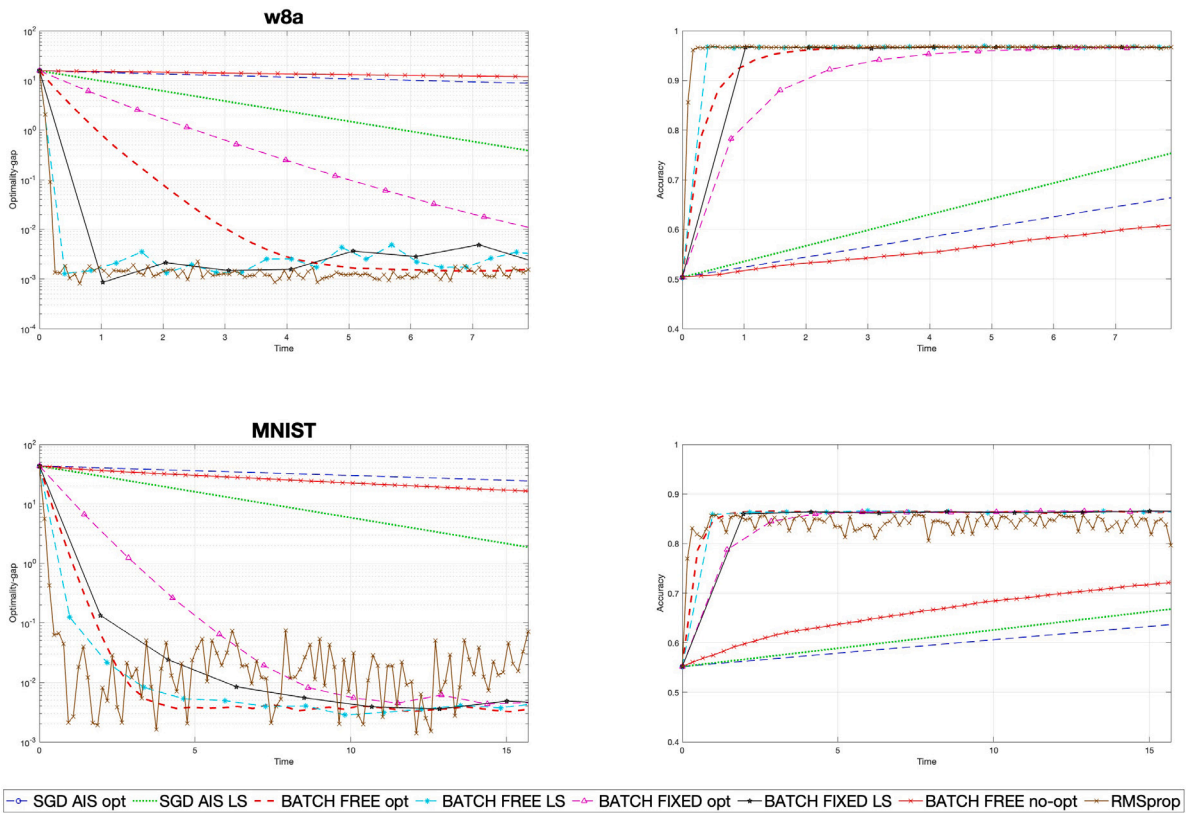 w8a
10^2
10^1
10^0
10^-1
10^-2
10^-3
10^-4
Optimality-gap
0 1 2 3 4 5 6 7
Time
1
0.9
0.8
0.7
0.6
0.5
0.4
Accuracy
0 1 2 3 4 5 6 7
Time
MNIST
10^2
10^1
10^0
10^-1
10^-2
10^-3
Optimality-gap
0 5 10 15
Time
1
0.9
0.8
0.7
0.6
0.5
0.4
Accuracy
0 5 10 15
Time
SGD AIS opt SGD AIS LS BATCH FREE opt BATCH FREE LS BATCH FIXED opt BATCH FIXED LS BATCH FREE no-opt RMSprop